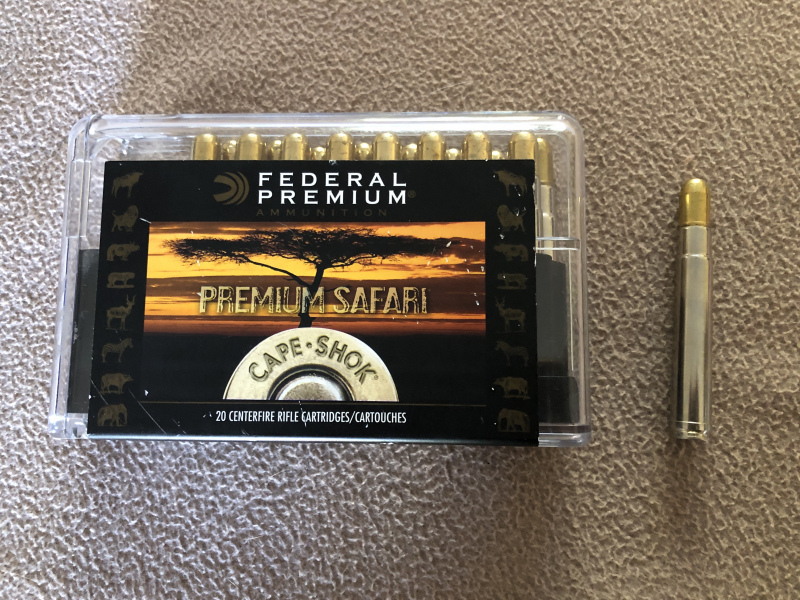 FEDERAL
PREMIUM®
AMMUNITION
PREMIUM SAFARI
CAPE•SHOK®
20 CENTERFIRE RIFLE CARTRIDGES/CARTOUCHES